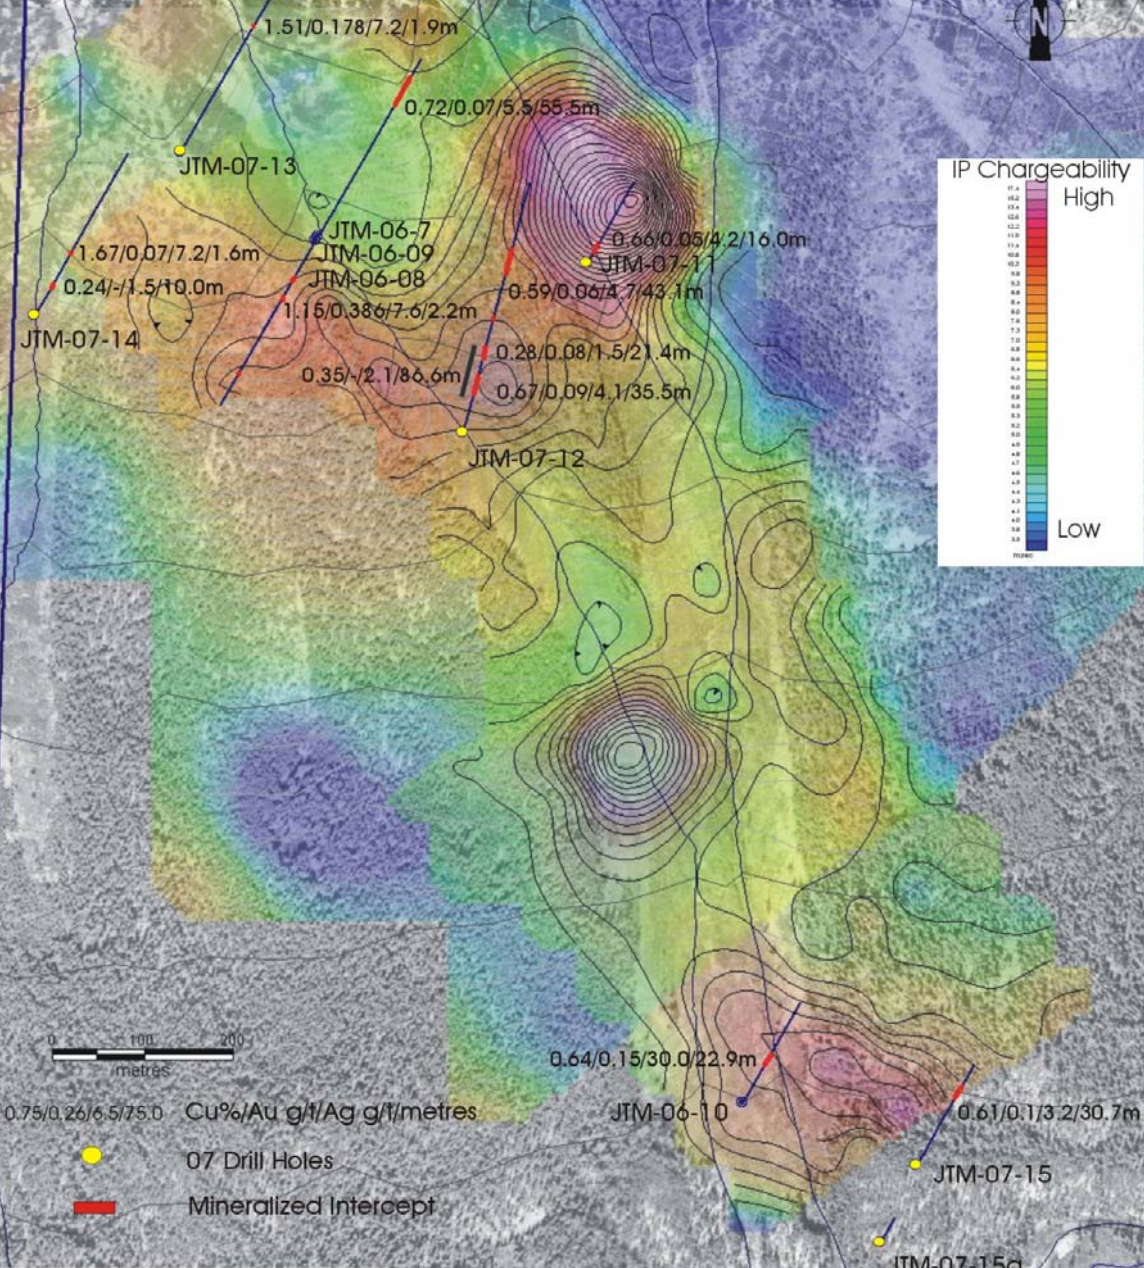 1.51/0.178/7.2/1.9m
N
0.72/0.07/5.5/55.5m
JTM-07-13
IP Chargeability
High
JTM-06-7
0.66/0.05/4.2/16.0m
1.67/0.07/7.2/1.6m
JTM-06-09
JTM-07-11
JTM-06-08
0.24/-/1.5/10.0m
0.59/0.06/4.7/43.1m
1.15/0.386/7.6/2.2m
JTM-07-14
0.28/0.08/1.5/21.4m
0.35/-/2.1/86.6m
0.67/0.09/4.1/35.5m
JTM-07-12
Low
msec
0 100 200
metres
0.64/0.15/30.0/22.9m
JTM-06-10
0.61/0.1/3.2/30.7m
0.75/0.26/6.5/75.0 Cu%/Au g/t/Ag g/t/metres
07 Drill Holes
JTM-07-15
Mineralized Intercept
JTM-07-15a